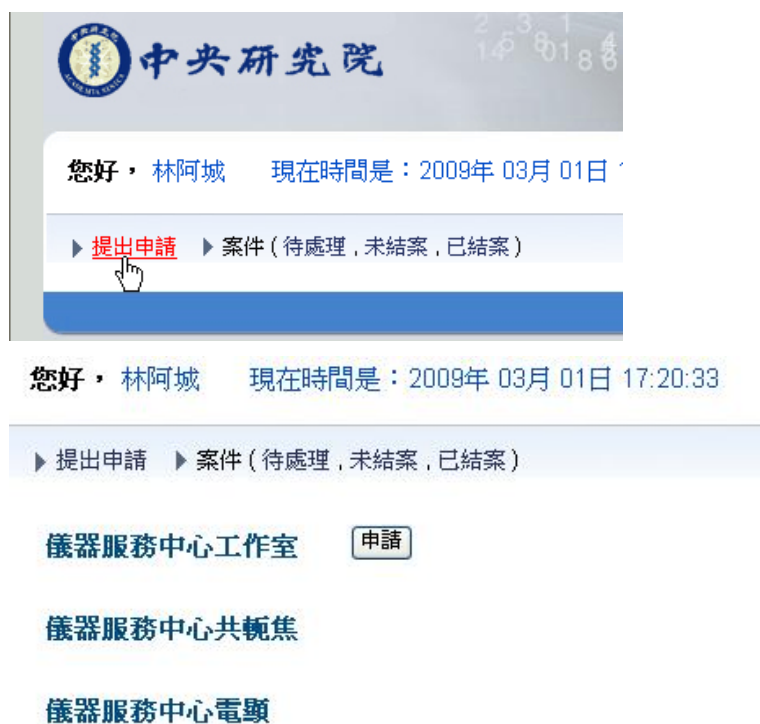 中央研究院
您好，林阿城 現在時間是：2009年 03月 01日
提出申請 案件 ( 待處理 , 未結案 , 已結案 )
您好，林阿城 現在時間是：2009年 03月 01日 17:20:33
提出申請 案件 ( 待處理 , 未結案 , 已結案 )
儀器服務中心工作室 申請
儀器服務中心共軛焦
儀器服務中心電顯